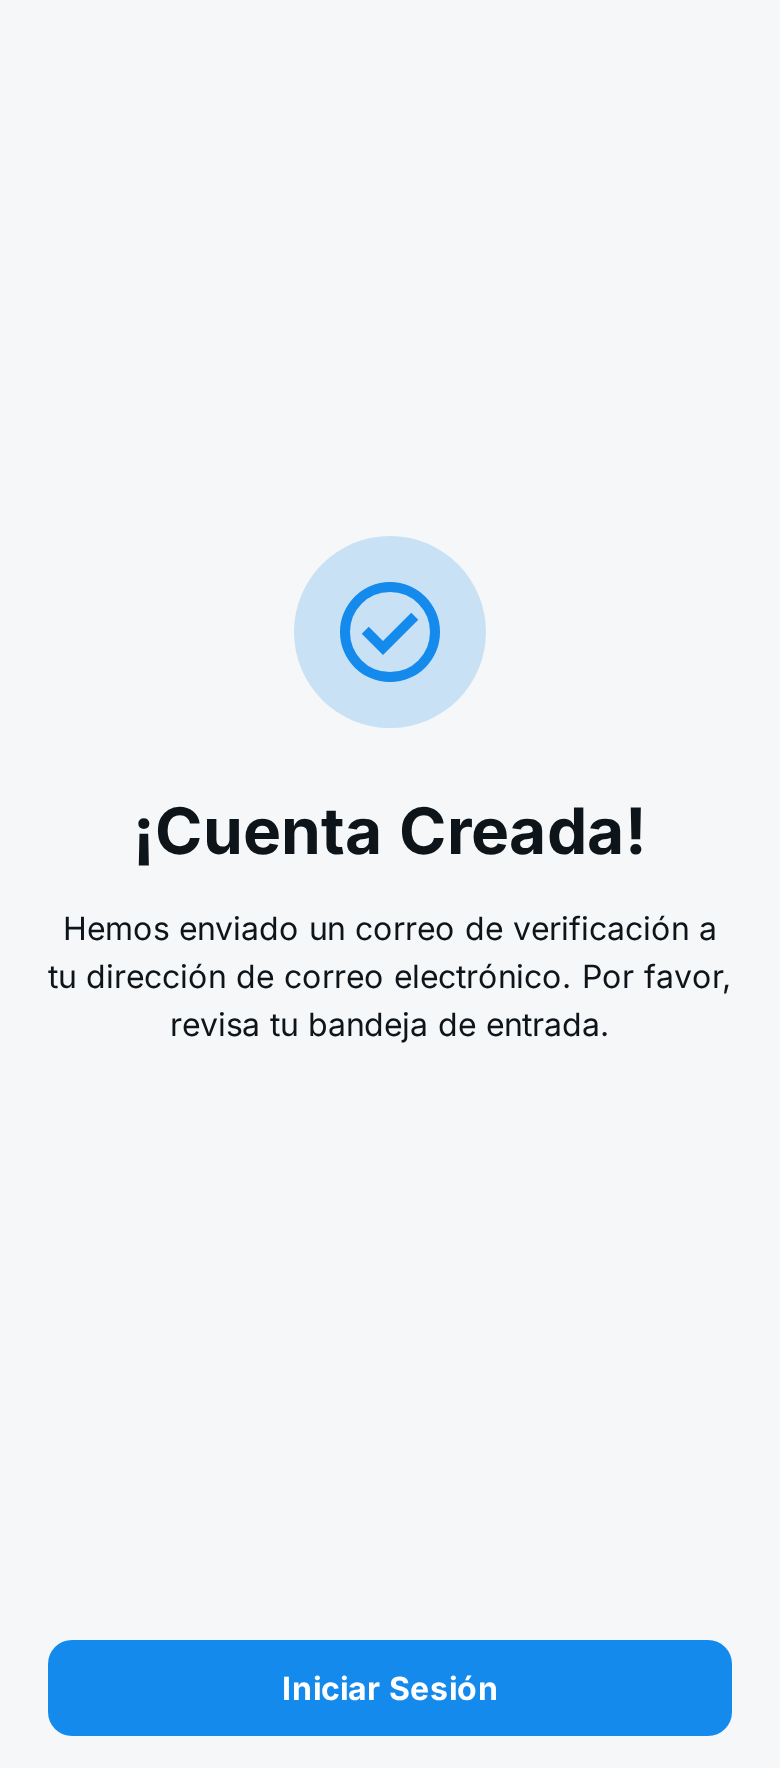 ¡Cuenta Creada!
Hemos enviado un correo de verificación a
tu dirección de correo electrónico. Por favor,
revisa tu bandeja de entrada.
Iniciar Sesión